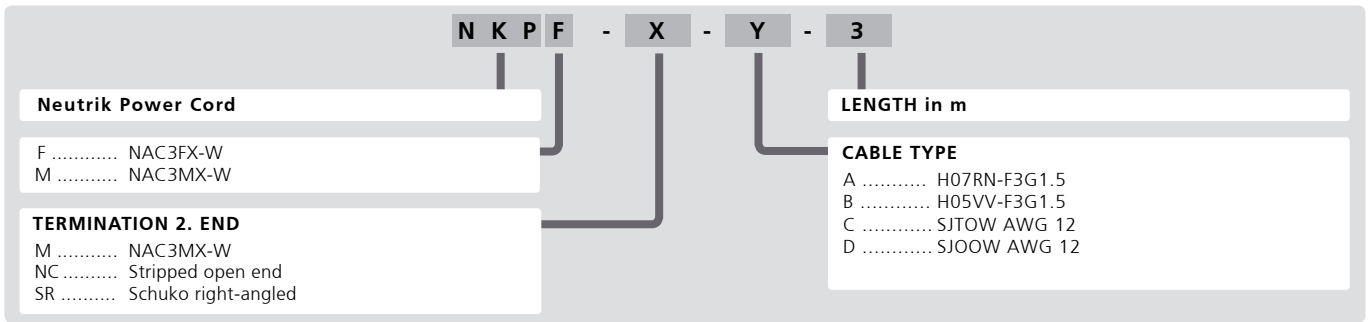 N K P F - X - Y - 3
Neutrik Power Cord
F ............ NAC3FX-W
M ........... NAC3MX-W
TERMINATION 2. END
M ........... NAC3MX-W
NC .......... Stripped open end
SR .......... Schuko right-angled
LENGTH in m
CABLE TYPE
A ........... H07RN-F3G1.5
B ............ H05VV-F3G1.5
C ............ SJTOW AWG 12
D ............ SJOOW AWG 12